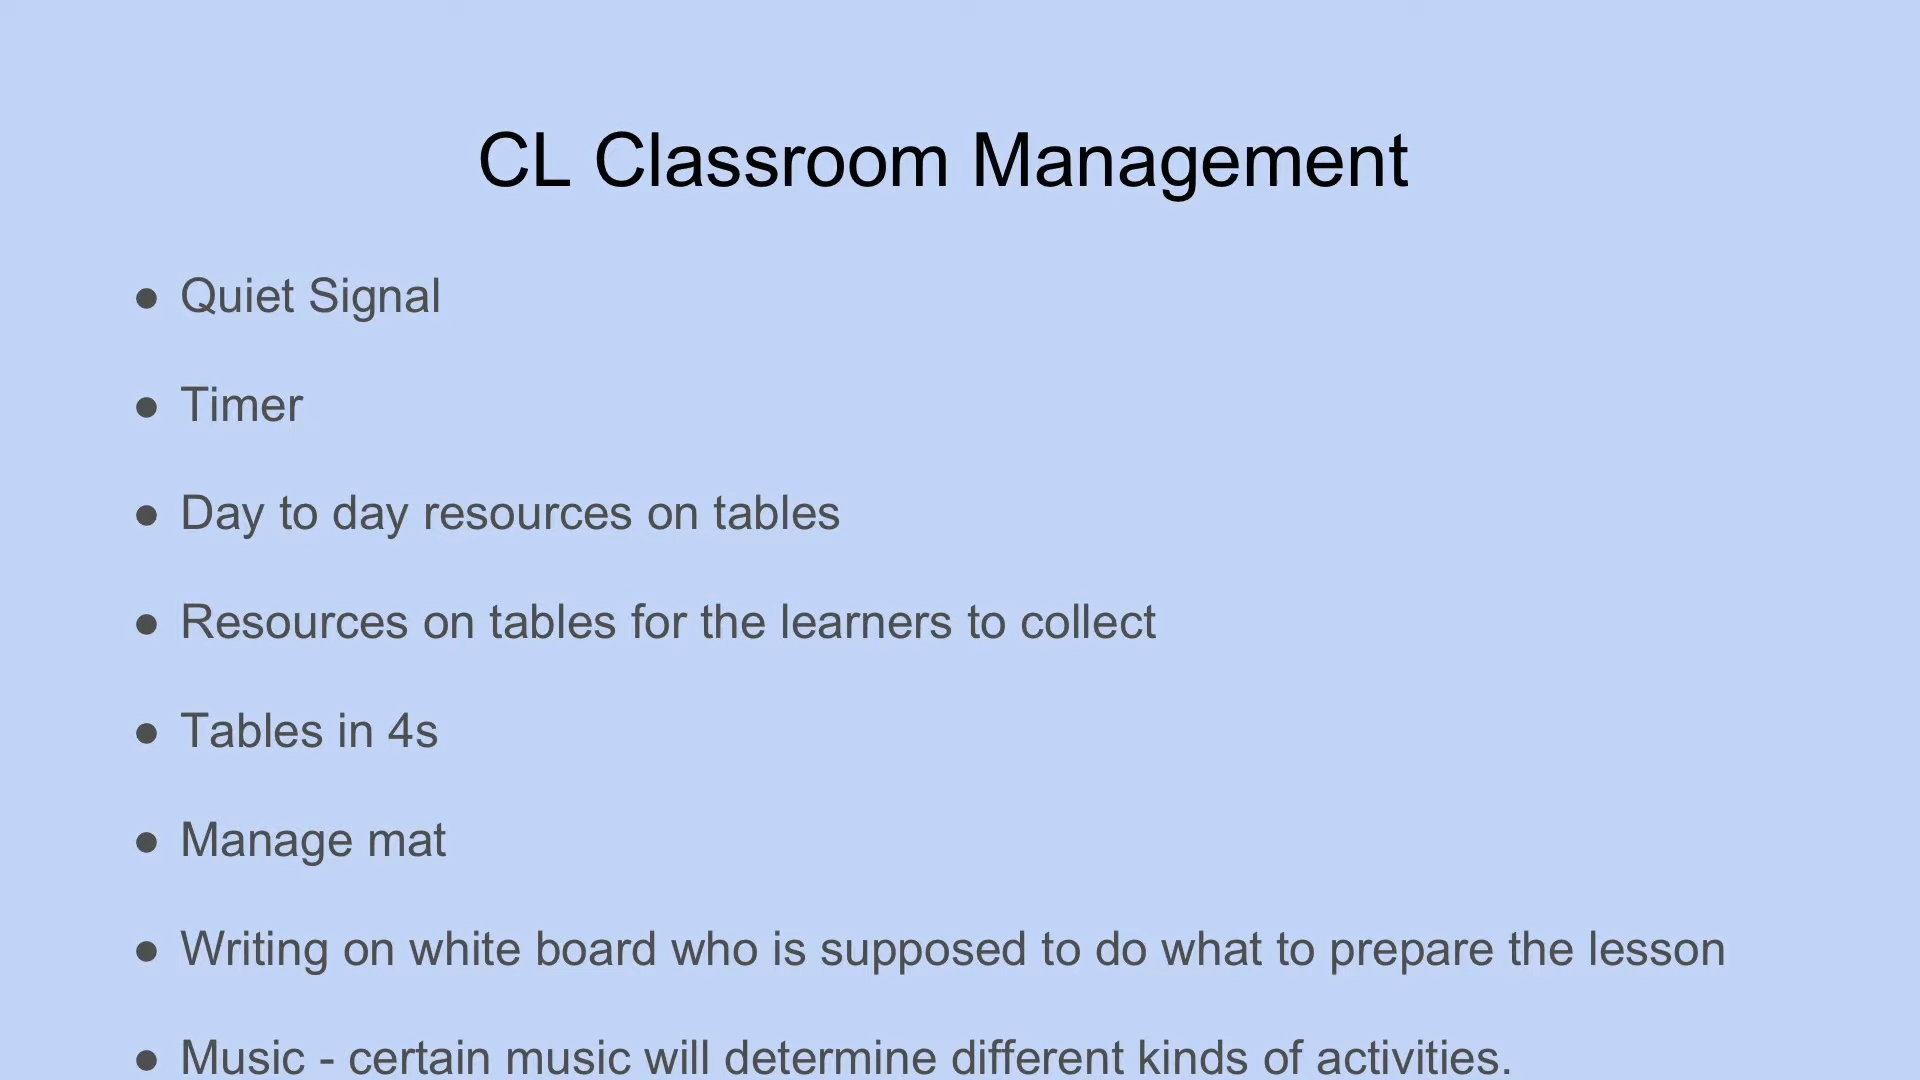 CL Classroom Management
● Quiet Signal
● Timer
● Day to day resources on tables
● Resources on tables for the learners to collect
● Tables in 4s
● Manage mat
● Writing on white board who is supposed to do what to prepare the lesson
● Music - certain music will determine different kinds of activities.